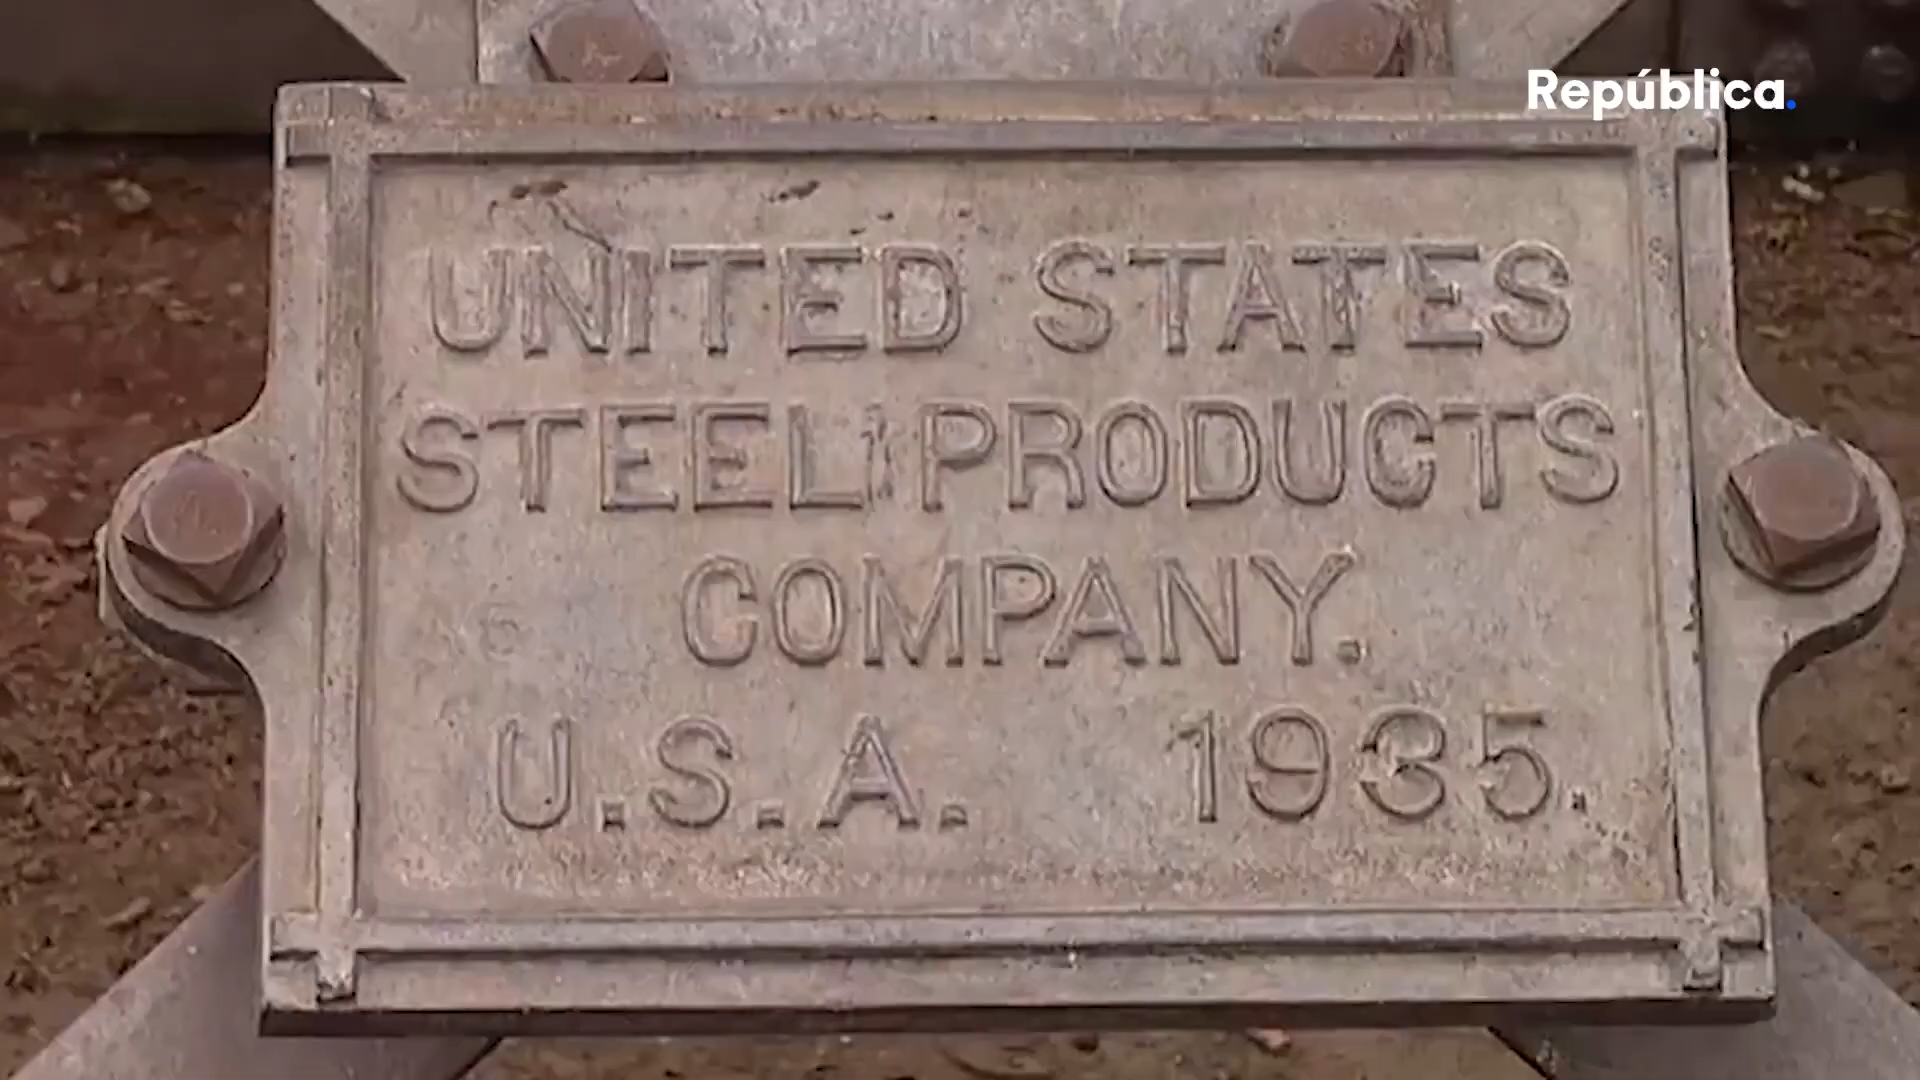 República.
UNITED STATES
STEEL PRODUCTS
COMPANY.
U.S.A. 1935.